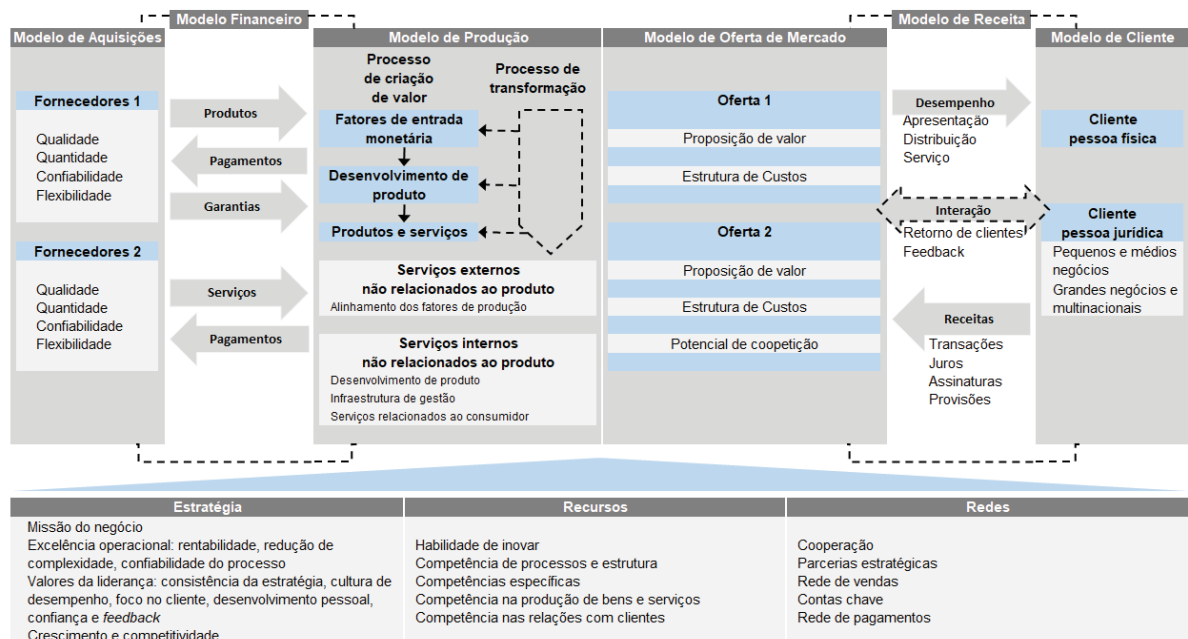 Modelo Financeiro
Modelo de Receita
Modelo de Aquisições
Modelo de Produção
Modelo de Oferta de Mercado
Modelo de Cliente
Fornecedores 1
Qualidade
Quantidade
Confiabilidade
Flexibilidade
Fornecedores 2
Qualidade
Quantidade
Confiabilidade
Flexibilidade
Produtos
Pagamentos
Garantias
Serviços
Pagamentos
Processo
de criação
de valor
Processo de
transformação
Fatores de entrada
monetária
Desenvolvimento de
produto
Produtos e serviços
Serviços externos
não relacionados ao produto
Alinhamento dos fatores de produção
Serviços internos
não relacionados ao produto
Desenvolvimento de produto
Infraestrutura de gestão
Serviços relacionados ao consumidor
Oferta 1
Proposição de valor
Estrutura de Custos
Oferta 2
Proposição de valor
Estrutura de Custos
Potencial de coopetição
Desempenho
Apresentação
Distribuição
Serviço
Interação
Retorno de clientes
Feedback
Receitas
Transações
Juros
Assinaturas
Provisões
Cliente
pessoa física
Cliente
pessoa jurídica
Pequenos e médios
negócios
Grandes negócios e
multinacionais
Estratégia
Missão do negócio
Excelência operacional: rentabilidade, redução de
complexidade, confiabilidade do processo
Valores da liderança: consistência da estratégia, cultura de
desempenho, foco no cliente, desenvolvimento pessoal,
confiança e feedback
Crescimento e competitividade
Recursos
Habilidade de inovar
Competência de processos e estrutura
Competências específicas
Competência na produção de bens e serviços
Competência nas relações com clientes
Redes
Cooperação
Parcerias estratégicas
Rede de vendas
Contas chave
Rede de pagamentos